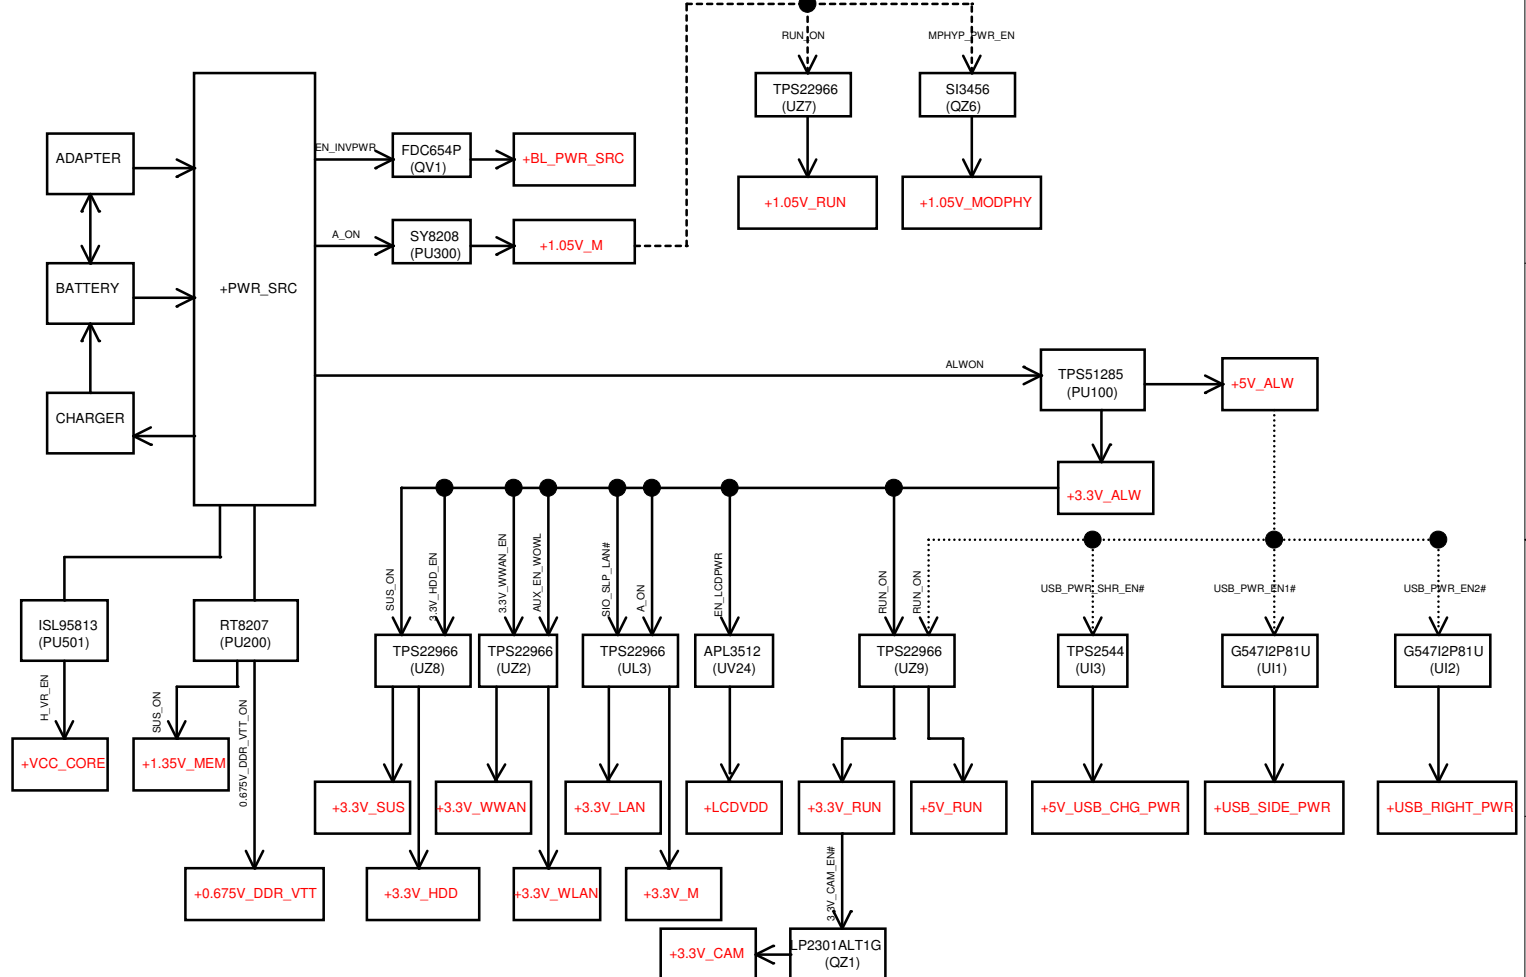 RUN_ON
MPHYP_PWR_EN
TPS22966
(UZ7)
SI3456
(QZ6)
ADAPTER
EN_INVPWR
FDC654P
(QV1)
+BL_PWR_SRC
+1.05V_RUN
+1.05V_MODPHY
A_ON
SY8208
(PU300)
+1.05V_M
BATTERY
+PWR_SRC
ALWON
TPS51285
(PU100)
+5V_ALW
CHARGER
+3.3V_ALW
SUS_ON
3.3V_HDD_EN
3.3V_WWAN_EN
AUX_EN_WOWL
SIO_SLP_LAN#
A_ON
EN_LCDPWR
RUN_ON
RUN_ON
USB_PWR_SHR_EN#
USB_PWR_EN1#
USB_PWR_EN2#
ISL95813
(PU501)
RT8207
(PU200)
TPS22966
(UZ8)
TPS22966
(UZ2)
TPS22966
(UL3)
APL3512
(UV24)
TPS22966
(UZ9)
TPS2544
(UI3)
G547I2P81U
(UI1)
G547I2P81U
(UI2)
H_VR_EN
SUS_ON
0.675V_DDR_VTT_ON
+VCC_CORE
+1.35V_MEM
+3.3V_SUS
+3.3V_WWAN
+3.3V_LAN
+LCDVDD
+3.3V_RUN
+5V_RUN
+5V_USB_CHG_PWR
+USB_SIDE_PWR
+USB_RIGHT_PWR
+0.675V_DDR_VTT
+3.3V_HDD
+3.3V_WLAN
+3.3V_M
3.3V_CAM_EN#
+3.3V_CAM
LP2301ALT1G
(QZ1)